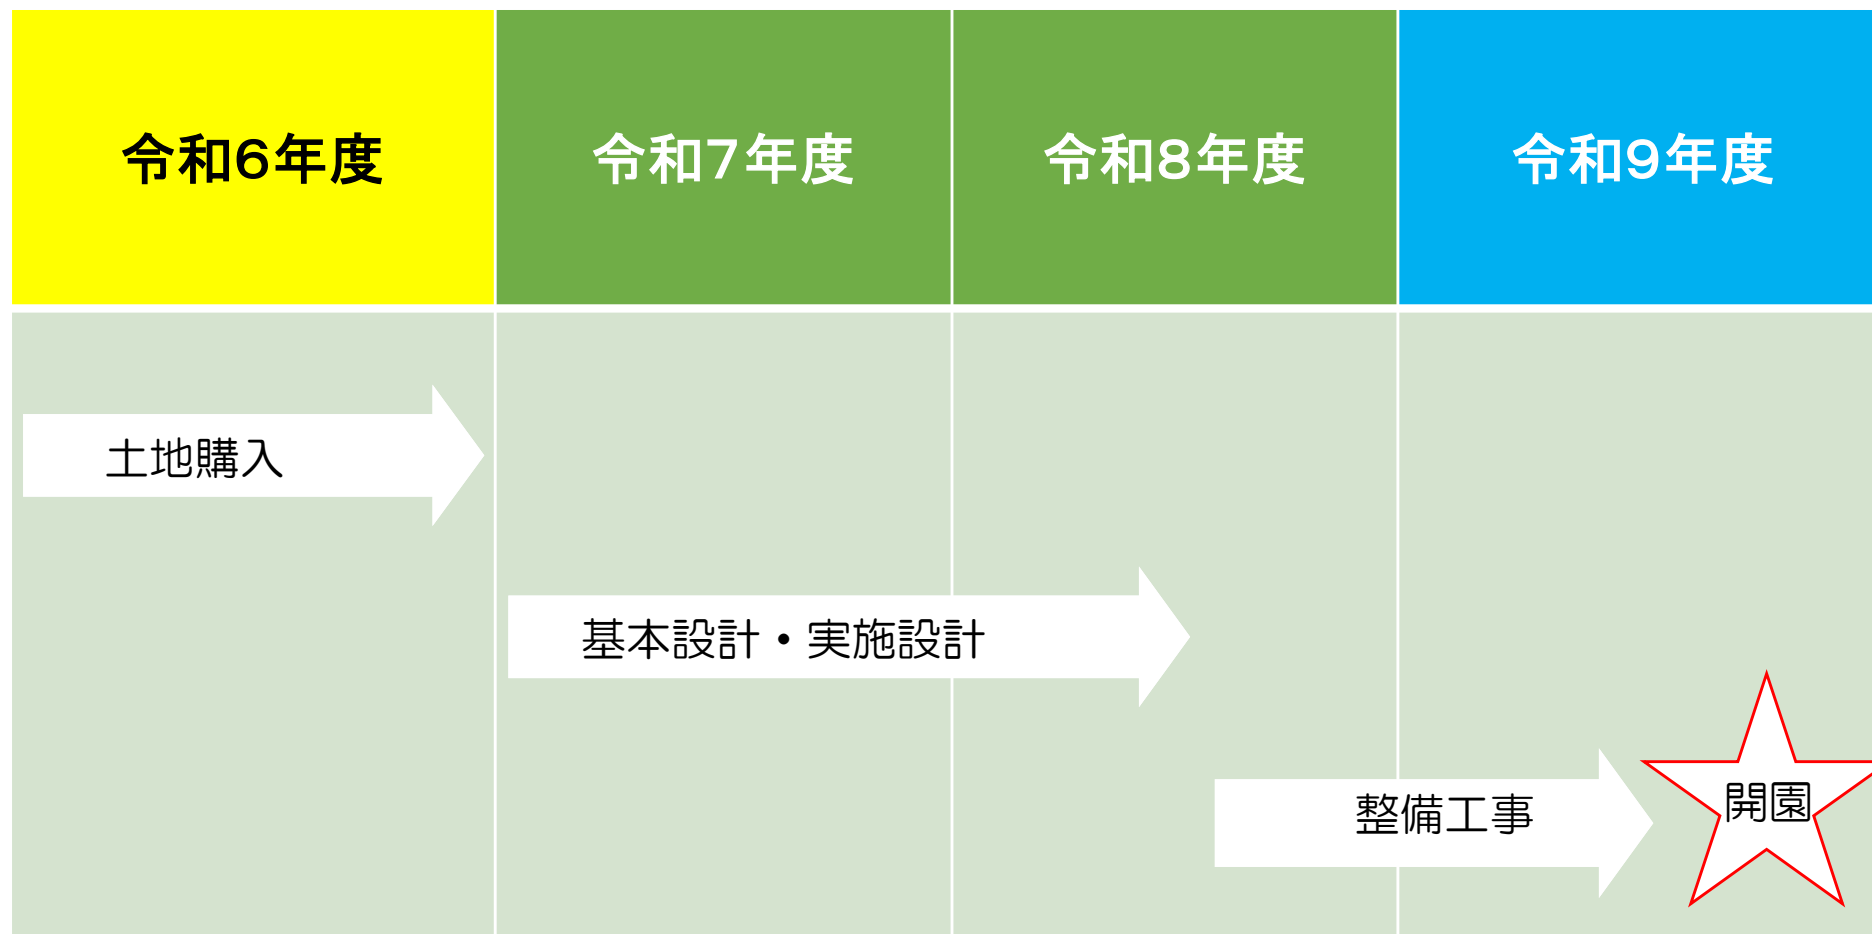 令和6年度
令和7年度
令和8年度
令和9年度
土地購入
基本設計・実施設計
整備工事
開園